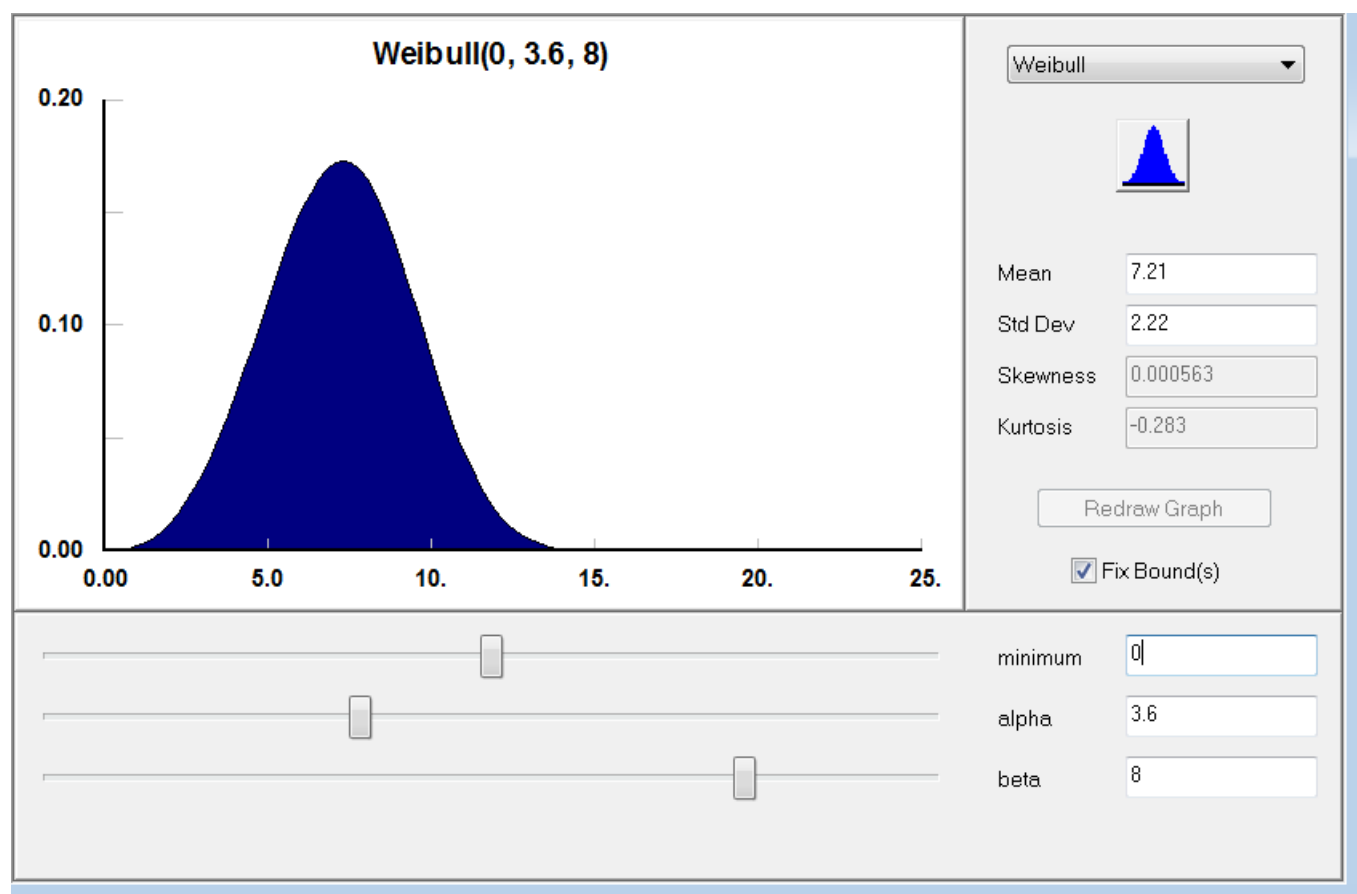 Weibull(0, 3.6, 8)
0.20
0.10
0.00
0.00 5.0 10. 15. 20. 25.
Weibull
Mean 7.21
Std Dev 2.22
Skewness 0.000563
Kurtosis -0.283
Redraw Graph
Fix Bound(s)
minimum 0
alpha 3.6
beta 8